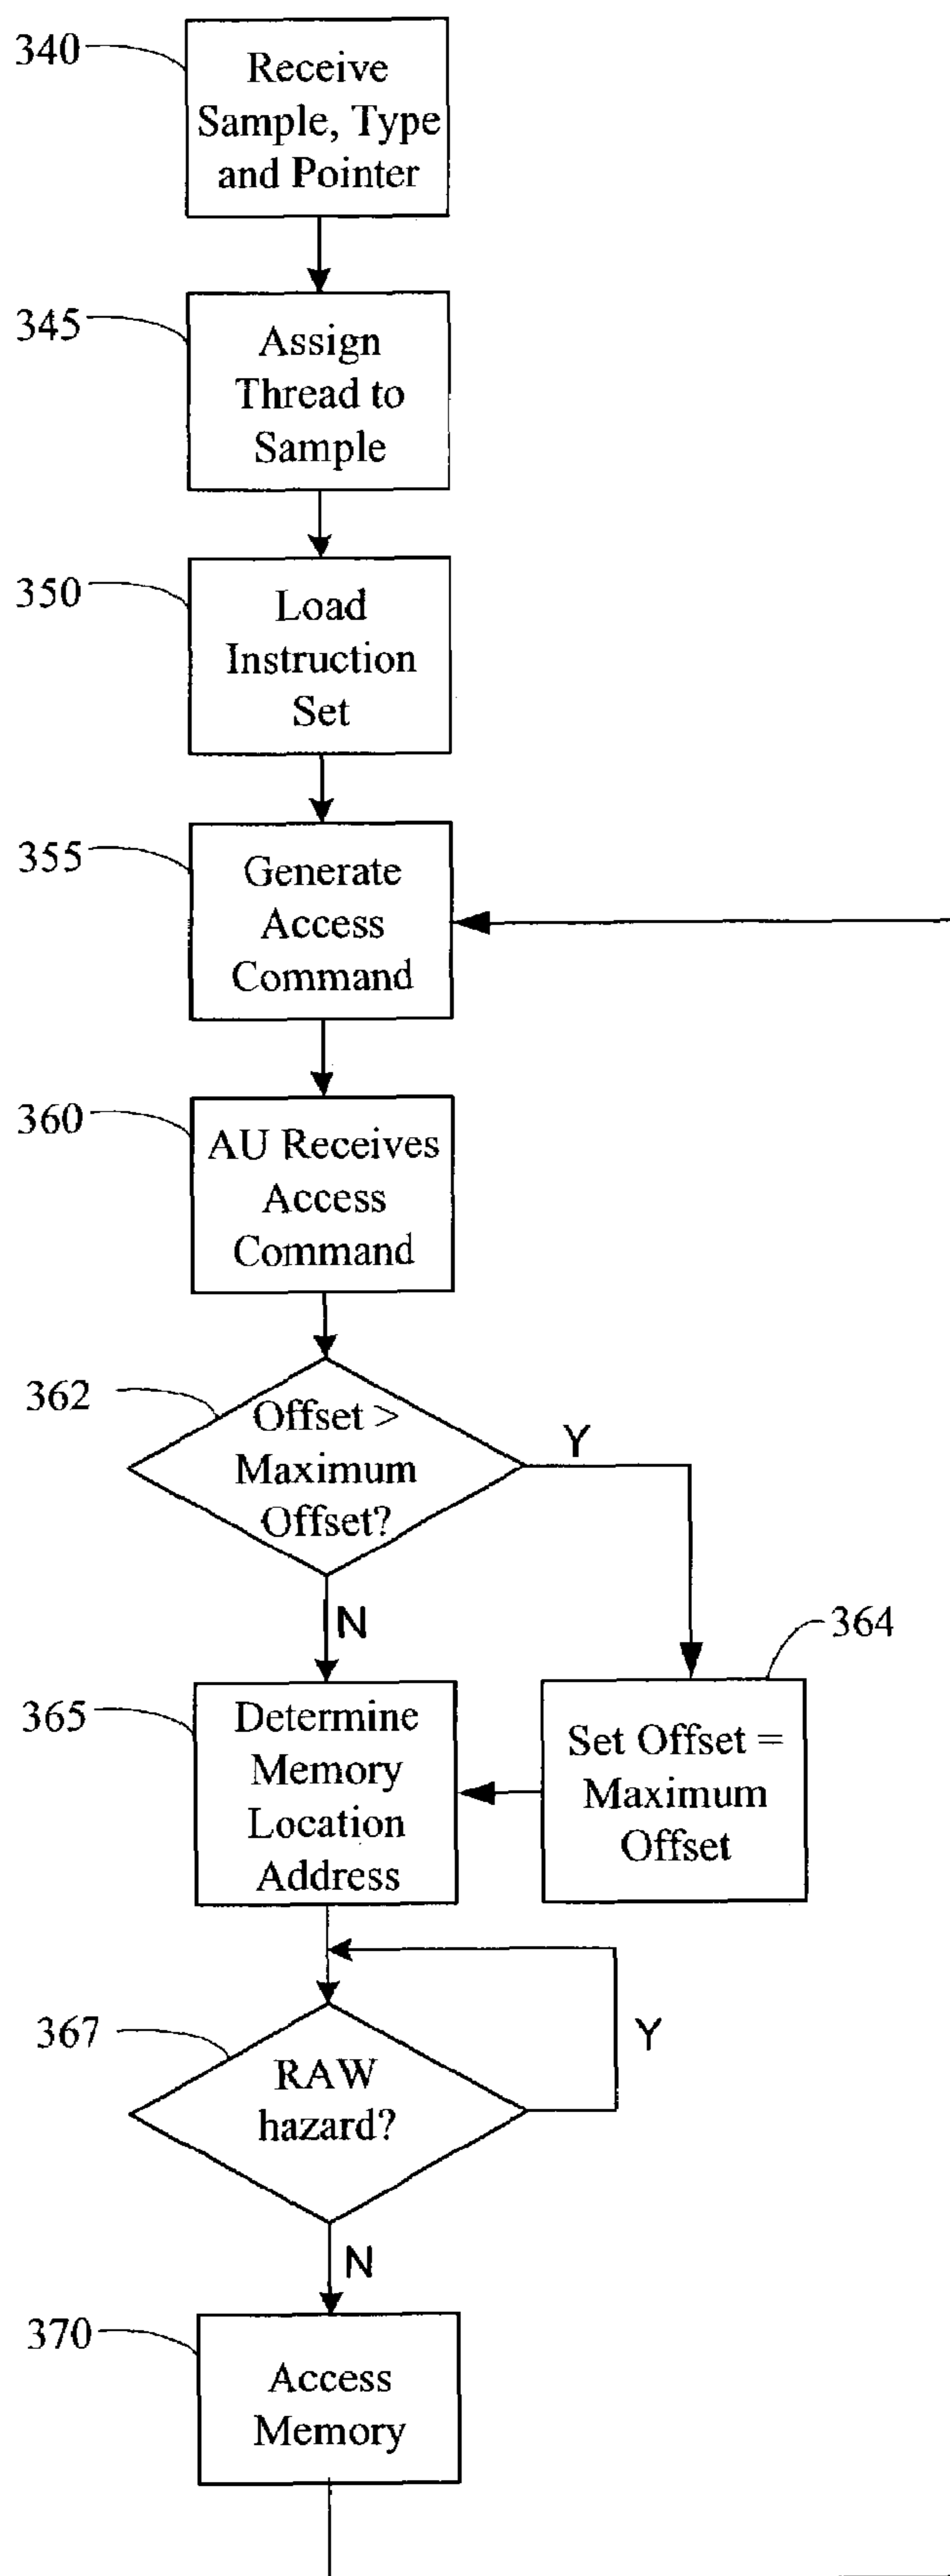 340
Receive
Sample, Type
and Pointer
345
Assign
Thread to
Sample
350
Load
Instruction
Set
355
Generate
Access
Command
360
AU Receives
Access
Command
362
Offset >
Maximum
Offset?
Y
N
364
365
Determine
Memory
Location
Address
Set Offset =
Maximum
Offset
367
RAW
hazard?
Y
N
370
Access
Memory